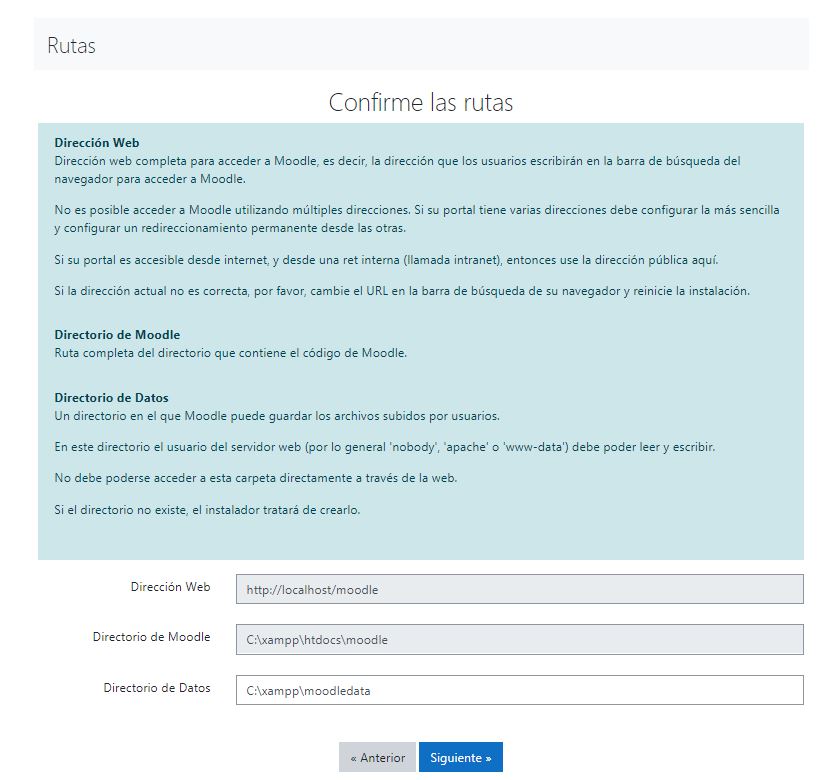 Rutas
Confirme las rutas
Dirección Web
Dirección web completa para acceder a Moodle, es decir, la dirección que los usuarios escribirán en la barra de búsqueda del
navegador para acceder a Moodle.
No es posible acceder a Moodle utilizando múltiples direcciones. Si su portal tiene varias direcciones debe configurar la más sencilla
y configurar un redireccionamiento permanente desde las otras.
Si su portal es accesible desde internet, y desde una ret interna (llamada intranet), entonces use la dirección pública aquí.
Si la dirección actual no es correcta, por favor, cambie el URL en la barra de búsqueda de su navegador y reinicie la instalación.
Directorio de Moodle
Ruta completa del directorio que contiene el código de Moodle.
Directorio de Datos
Un directorio en el que Moodle puede guardar los archivos subidos por usuarios.
En este directorio el usuario del servidor web (por lo general 'nobody', 'apache' o 'www-data') debe poder leer y escribir.
No debe poderse acceder a esta carpeta directamente a través de la web.
Si el directorio no existe, el instalador tratará de crearlo.
Dirección Web http://localhost/moodle
Directorio de Moodle C:\xampp\htdocs\moodle
Directorio de Datos C:\xampp\moodledata
« Anterior Siguiente »